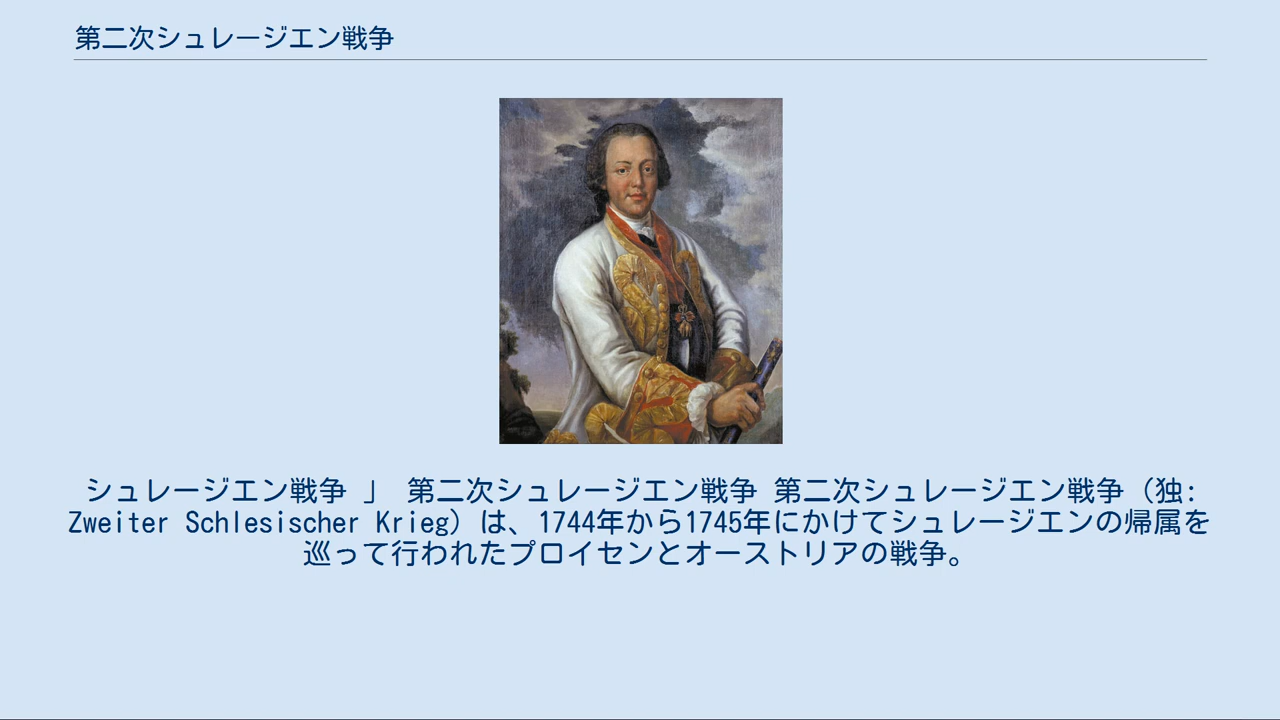 第二次シュレージエン戦争
シュレージエン戦争 」 第二次シュレージエン戦争 第二次シュレージエン戦争（独:
Zweiter Schlesischer Krieg）は、1744年から1745年にかけてシュレージエンの帰属を
巡って行われたプロイセンとオーストリアの戦争。